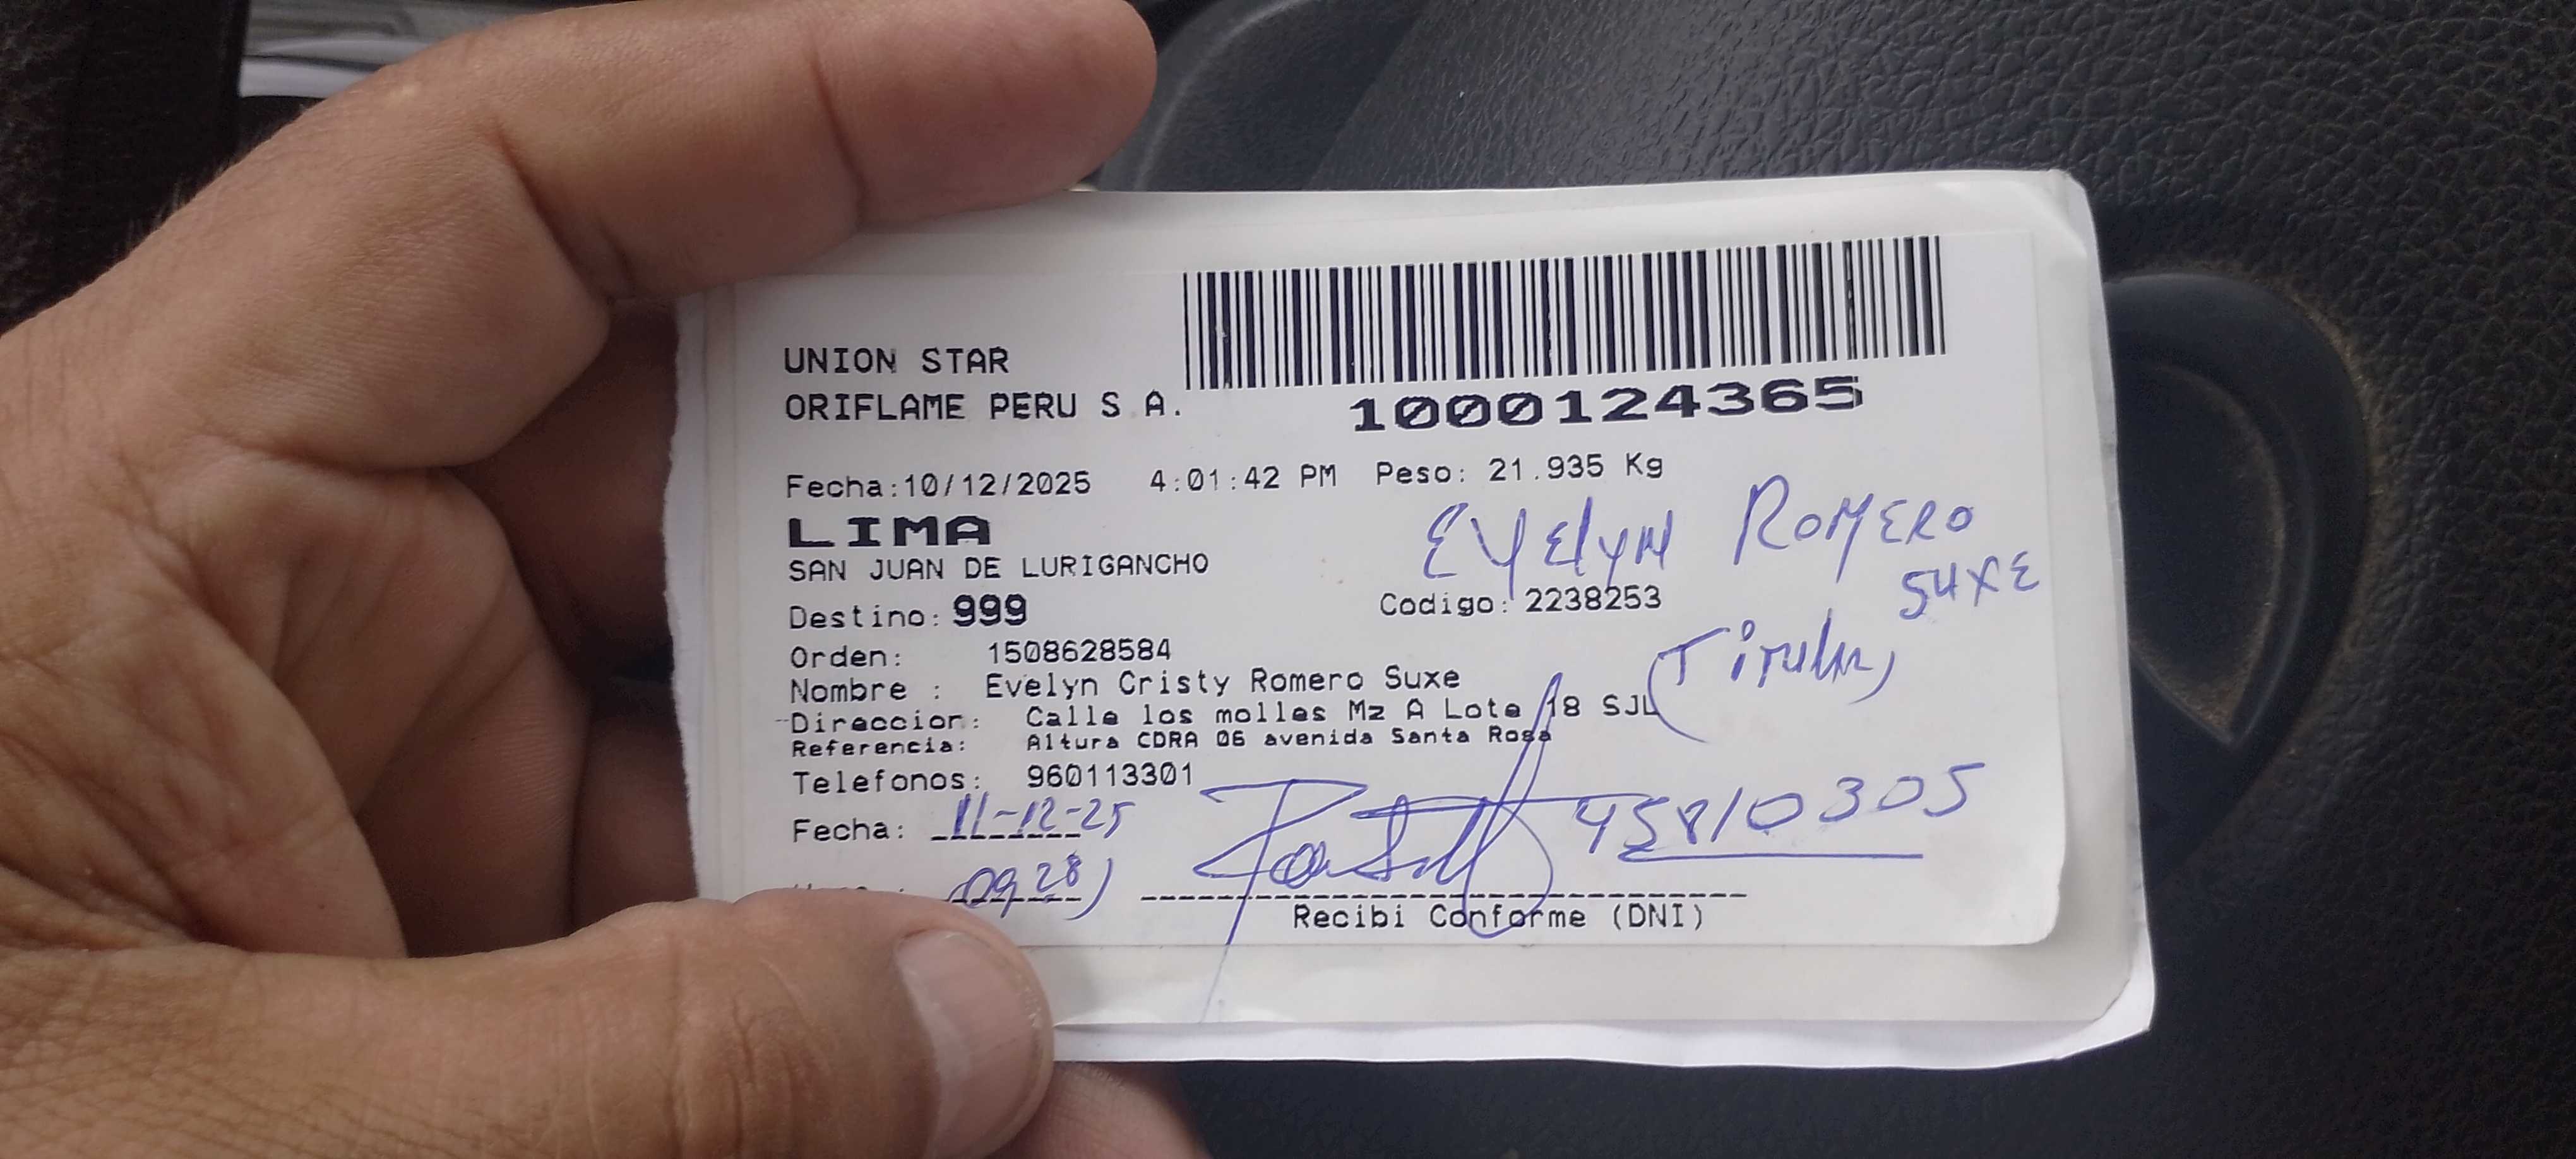 UNION STAR
ORIFLAME PERU S A.
1000124365
Fecha:10/12/2025 4:01:42 PM Peso: 21.935 Kg
LIMA
EVElyN ROMERO
SUXE
SAN JUAN DE LURIGANCHO
Destino: 999 Codigo: 2238253
(Titular)
Orden: 1508628584
Nombre : Evelyn Cristy Romero Suxe
Direccion: Calle los molles Mz A Lote 18 SJL
Referencia: Altura CDRA 06 avenida Santa Rosa
Telefonos: 960113301
Fecha: 11-12-25
45810305
09 28
Recibi Conforme (DNI)